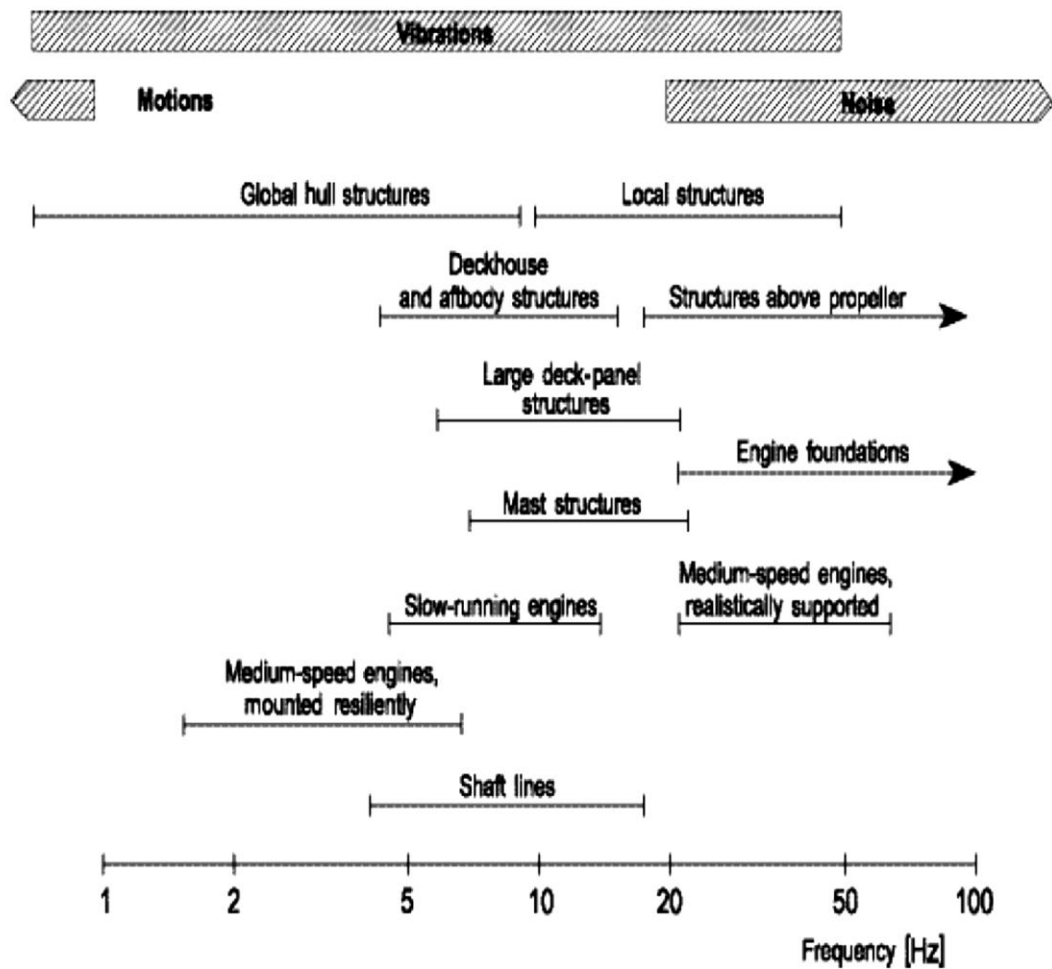 Vibrations
Motions
Noise
Global hull structures
Local structures
Deckhouse
and aftbody structures
Structures above propeller
Large deck-panel
structures
Engine foundations
Mast structures
Medium-speed engines,
realistically supported
Slow-running engines
Medium-speed engines,
mounted resiliently
Shaft lines
1 2 5 10 20 50 100
Frequency [Hz]